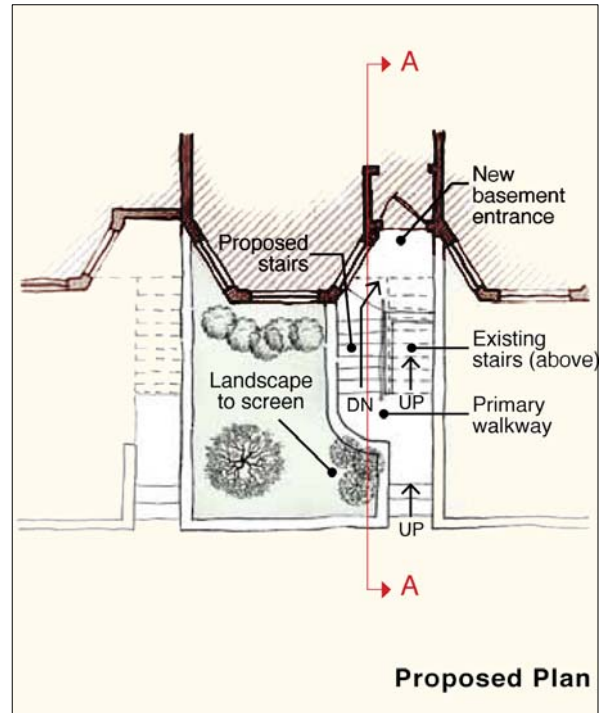 A
New
basement
entrance
Proposed
stairs
Existing
stairs (above)
Landscape
to screen
DN
UP
Primary
walkway
UP
A
Proposed Plan